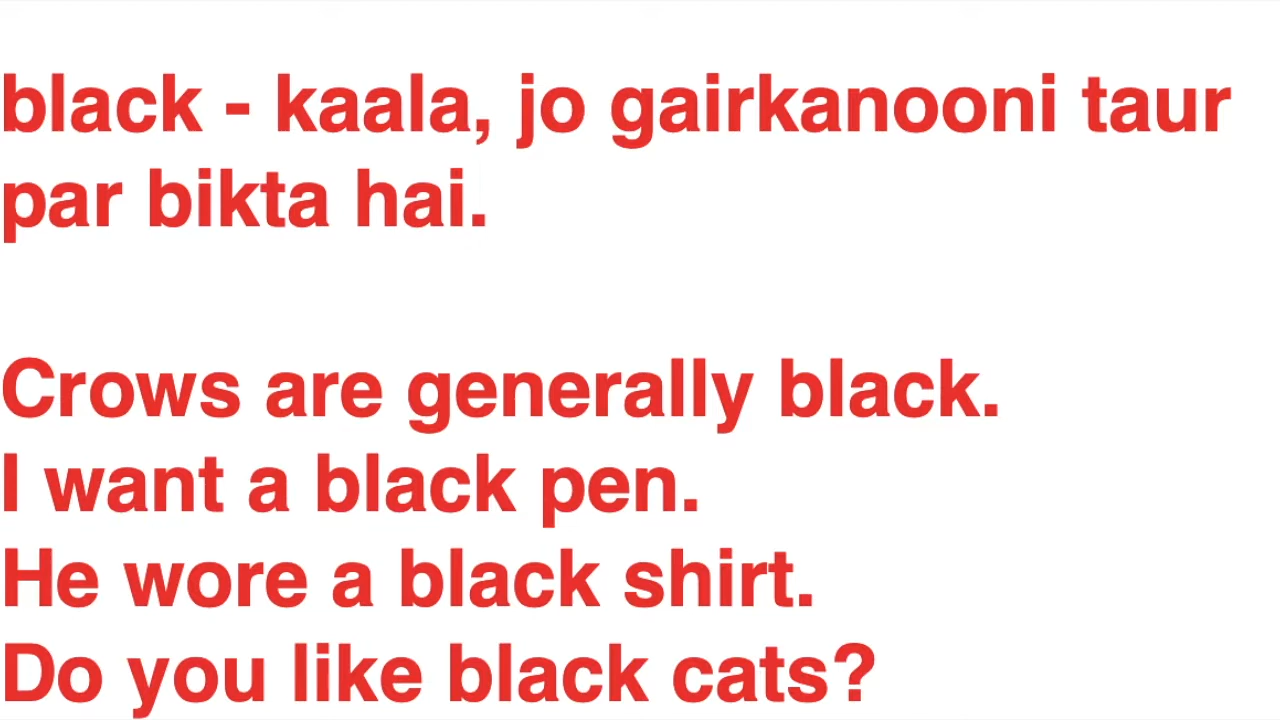 black - kaala, jo gairkanooni taur
par bikta hai.
Crows are generally black.
I want a black pen.
He wore a black shirt.
Do you like black cats?